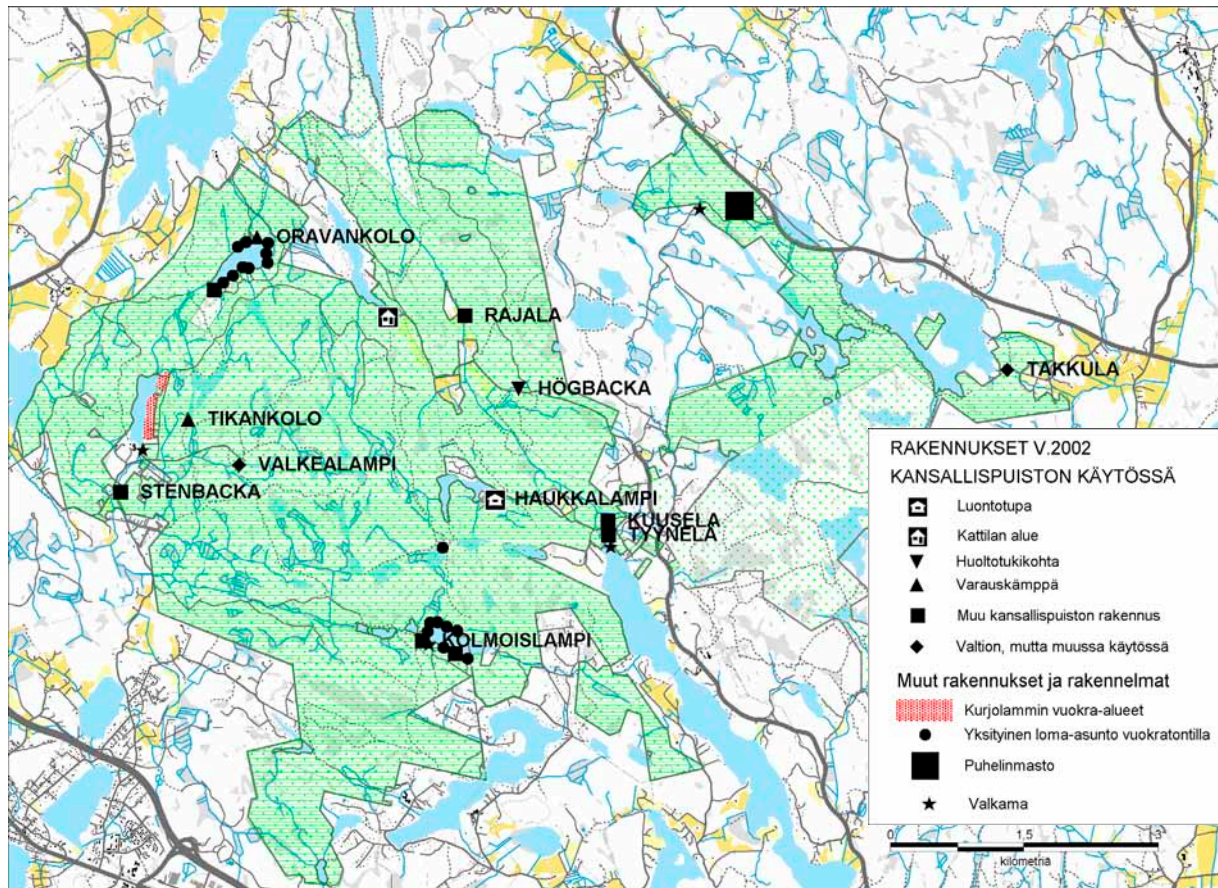 ORAVANKOLO
RAJALA
HÖGBACKA
TAKKULA
TIKANKOLO
VALKEALAMPI
STENBACKA
HAUKKALAMPI
KUUSELA
TYYNELÄ
KOLMOISLAMPI
RAKENNUKSET V.2002
KANSALLISPUISTON KÄYTÖSSÄ
Luontotupa
Kattilan alue
Huoltotukikohta
Varauskämppä
Muu kansallispuiston rakennus
Valtion, mutta muussa käytössä
Muut rakennukset ja rakennelmat
Kurjolammin vuokra-alueet
Yksityinen loma-asunto vuokratontilla
Puhelinmasto
Valkama
0 1,5 3
kilometriä